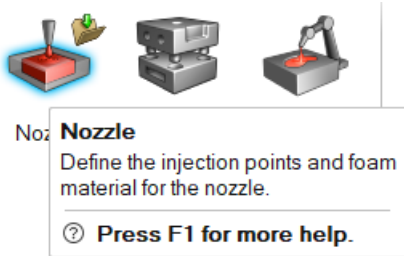 Noz
Nozzle
Define the injection points and foam
material for the nozzle.
Press F1 for more help.